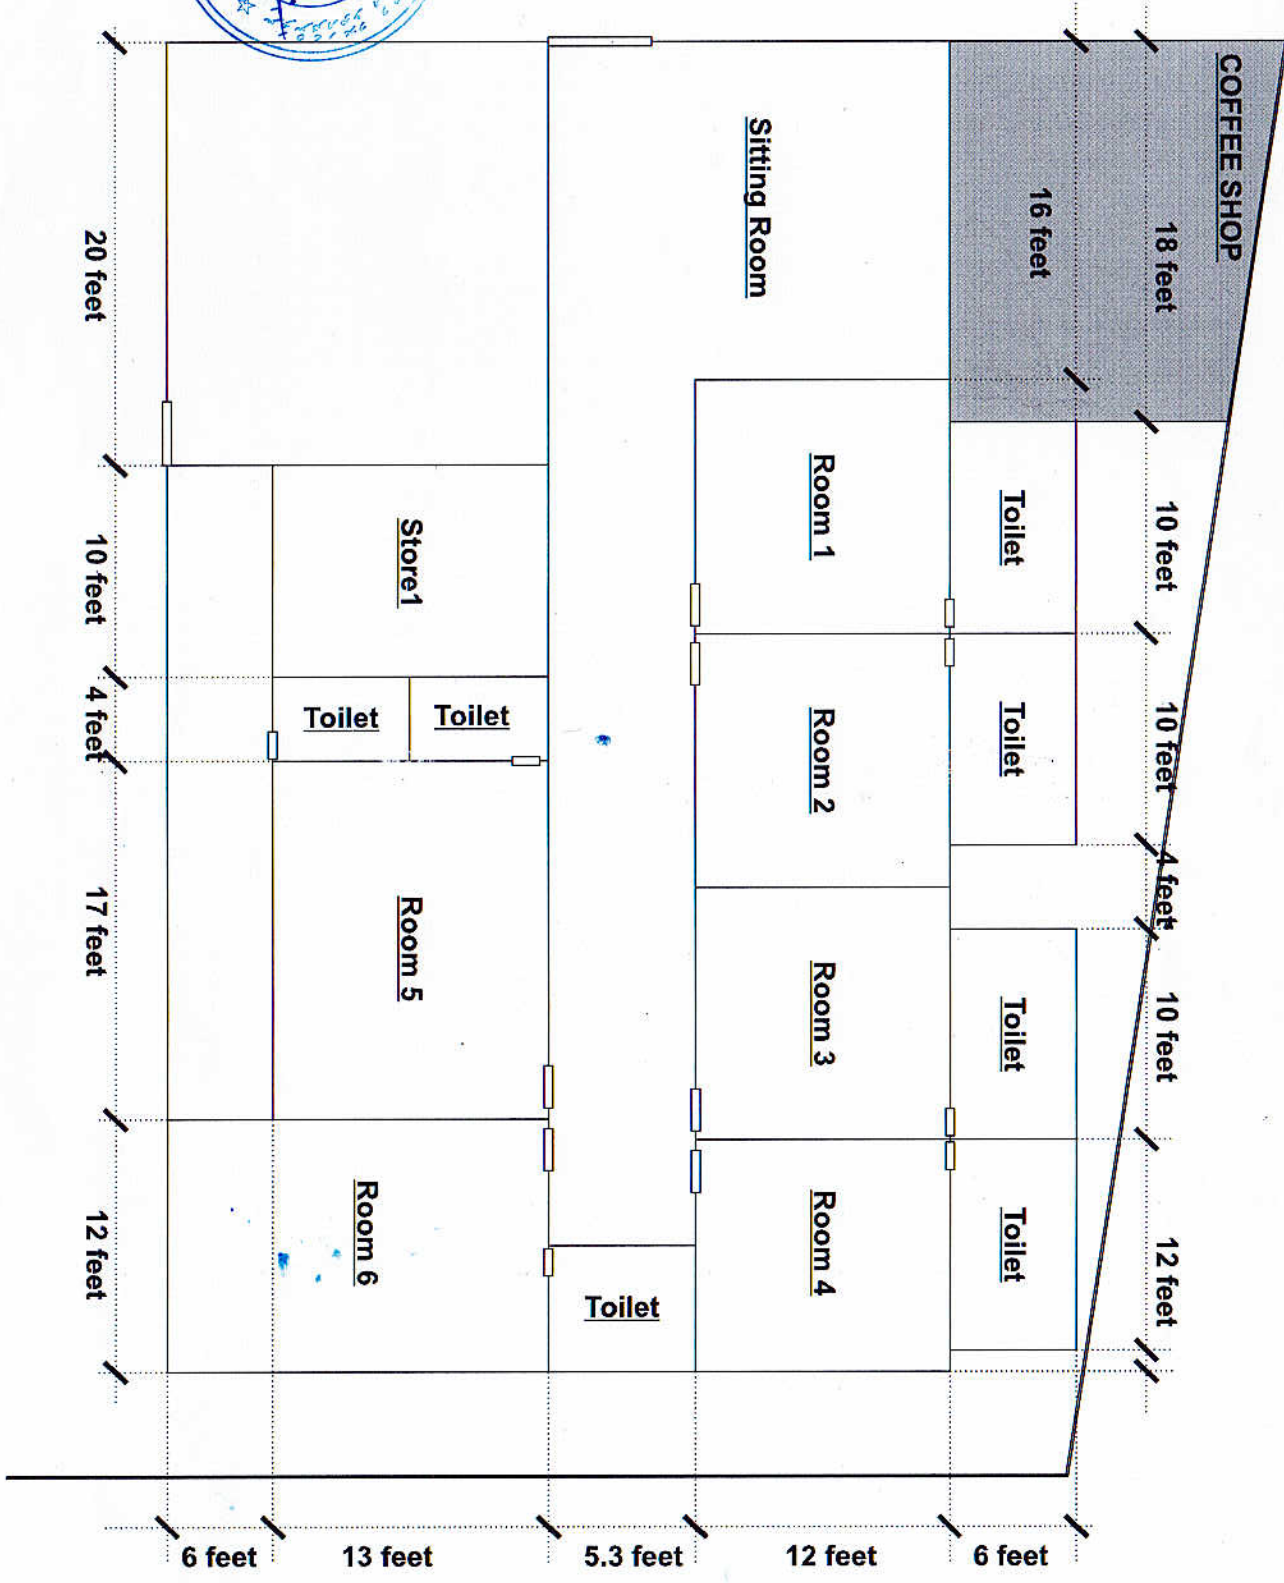 COFFEE SHOP
18 feet
16 feet
Sitting Room
20 feet
10 feet
Toilet
Room 1
Store1
10 feet
10 feet
Toilet
Room 2
Toilet
Toilet
4 feet
4 feet
10 feet
Toilet
Room 3
Room 5
17 feet
12 feet
Toilet
Room 4
Room 6
12 feet
Toilet
6 feet
13 feet
5.3 feet
12 feet
6 feet